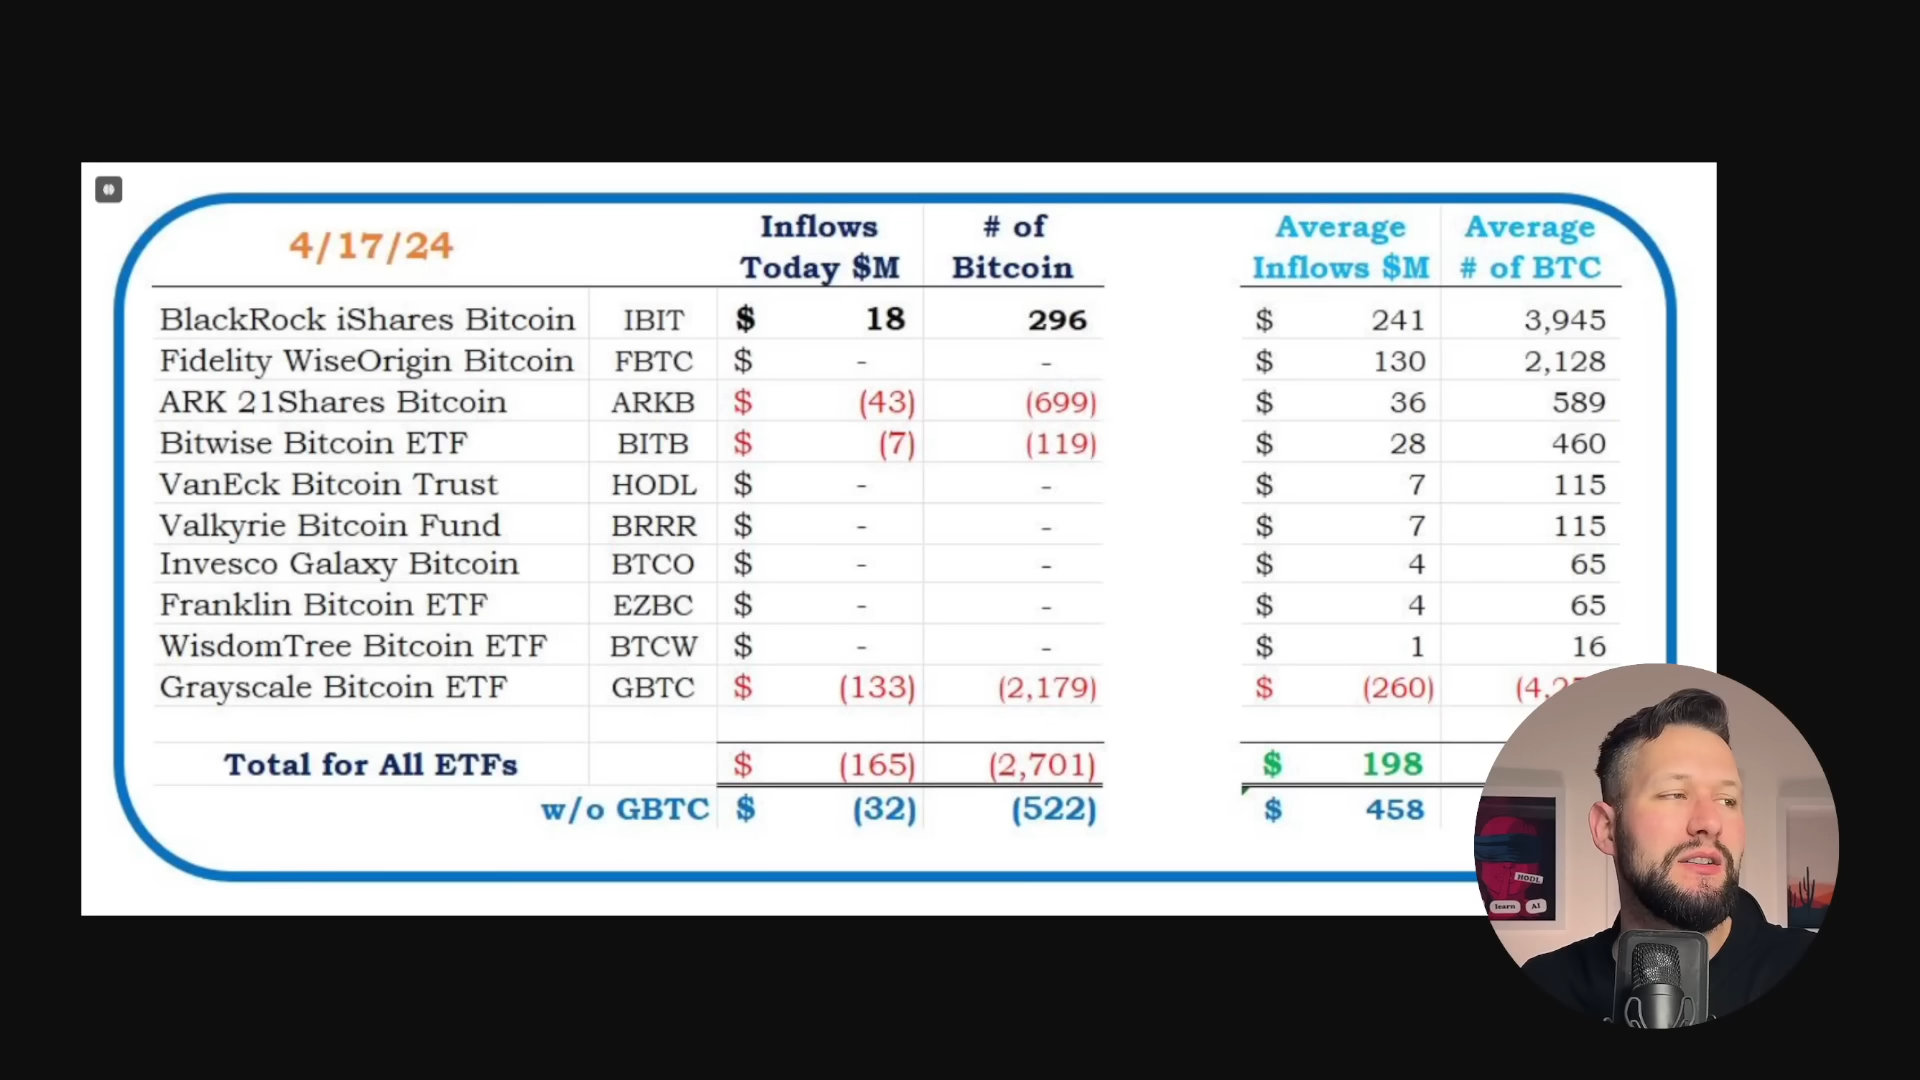 4/17/24 Inflows Today $M # of Bitcoin Average Inflows $M Average # of BTC
BlackRock iShares Bitcoin IBIT $ 18 296 $ 241 3,945
Fidelity WiseOrigin Bitcoin FBTC $ - - $ 130 2,128
ARK 21Shares Bitcoin ARKB $ (43) (699) $ 36 589
Bitwise Bitcoin ETF BITB $ (7) (119) $ 28 460
VanEck Bitcoin Trust HODL $ - - $ 7 115
Valkyrie Bitcoin Fund BRRR $ - - $ 7 115
Invesco Galaxy Bitcoin BTCO $ - - $ 4 65
Franklin Bitcoin ETF EZBC $ - - $ 4 65
WisdomTree Bitcoin ETF BTCW $ - - $ 1 16
Grayscale Bitcoin ETF GBTC $ (133) (2,179) $ (260)
Total for All ETFs $ (165) (2,701) $ 198
w/o GBTC $ (32) (522) $ 458
HODL
learn AI